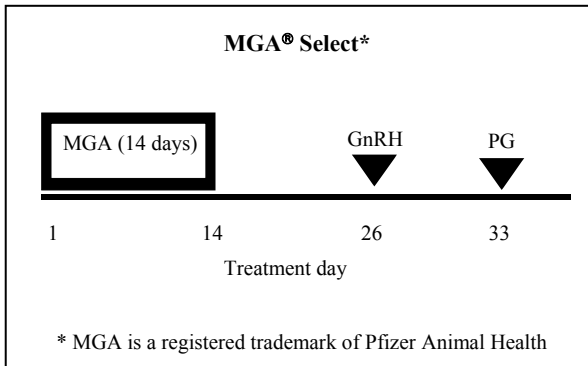 MGA® Select*
MGA (14 days)
GnRH
PG
1
14
26
33
Treatment day
* MGA is a registered trademark of Pfizer Animal Health